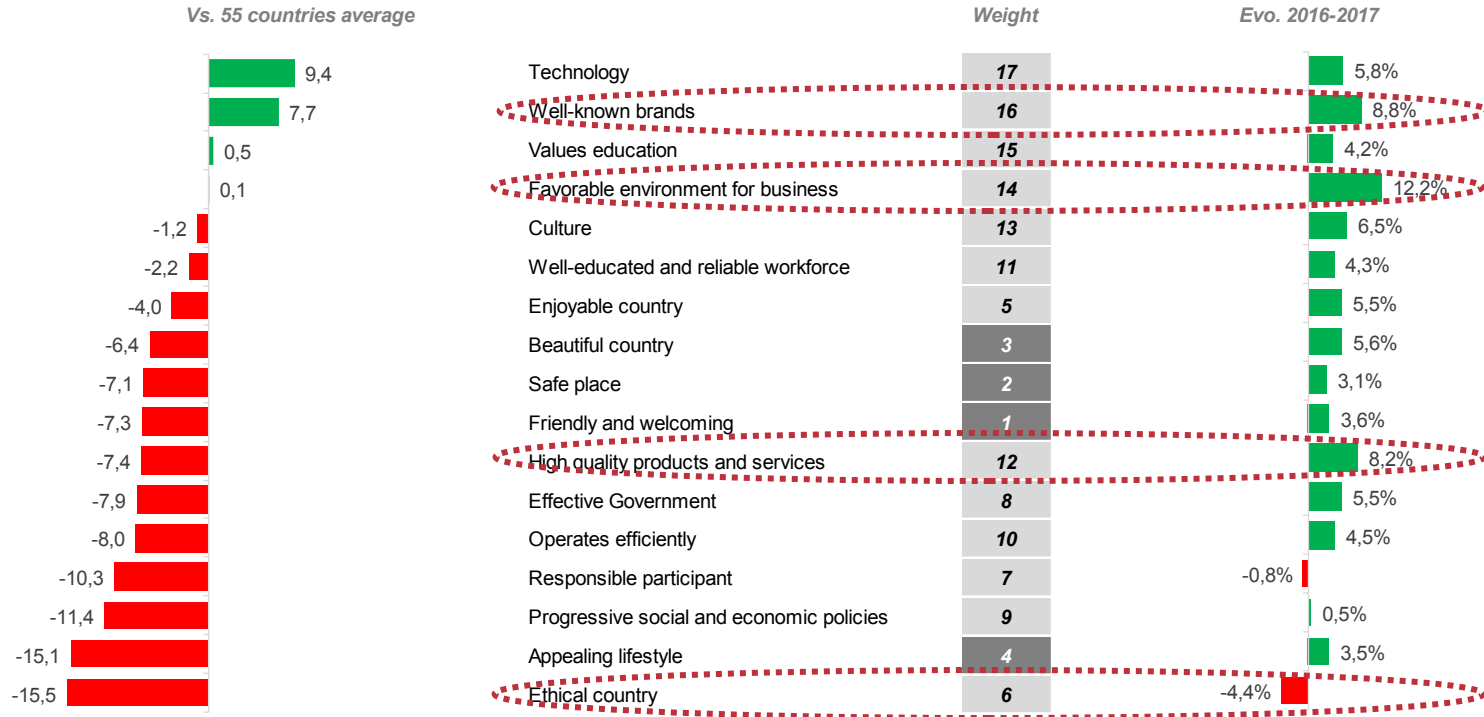 Vs. 55 countries average Weight Evo. 2016-2017
9,4 Technology 17 5,8%
7,7 Well-known brands 16 8,8%
0,5 Values education 15 4,2%
0,1 Favorable environment for business 14 12,2%
-1,2 Culture 13 6,5%
-2,2 Well-educated and reliable workforce 11 4,3%
-4,0 Enjoyable country 5 5,5%
-6,4 Beautiful country 3 5,6%
-7,1 Safe place 2 3,1%
-7,3 Friendly and welcoming 1 3,6%
-7,4 High quality products and services 12 8,2%
-7,9 Effective Government 8 5,5%
-8,0 Operates efficiently 10 4,5%
-10,3 Responsible participant 7 -0,8%
-11,4 Progressive social and economic policies 9 0,5%
-15,1 Appealing lifestyle 4 3,5%
-15,5 Ethical country 6 -4,4%